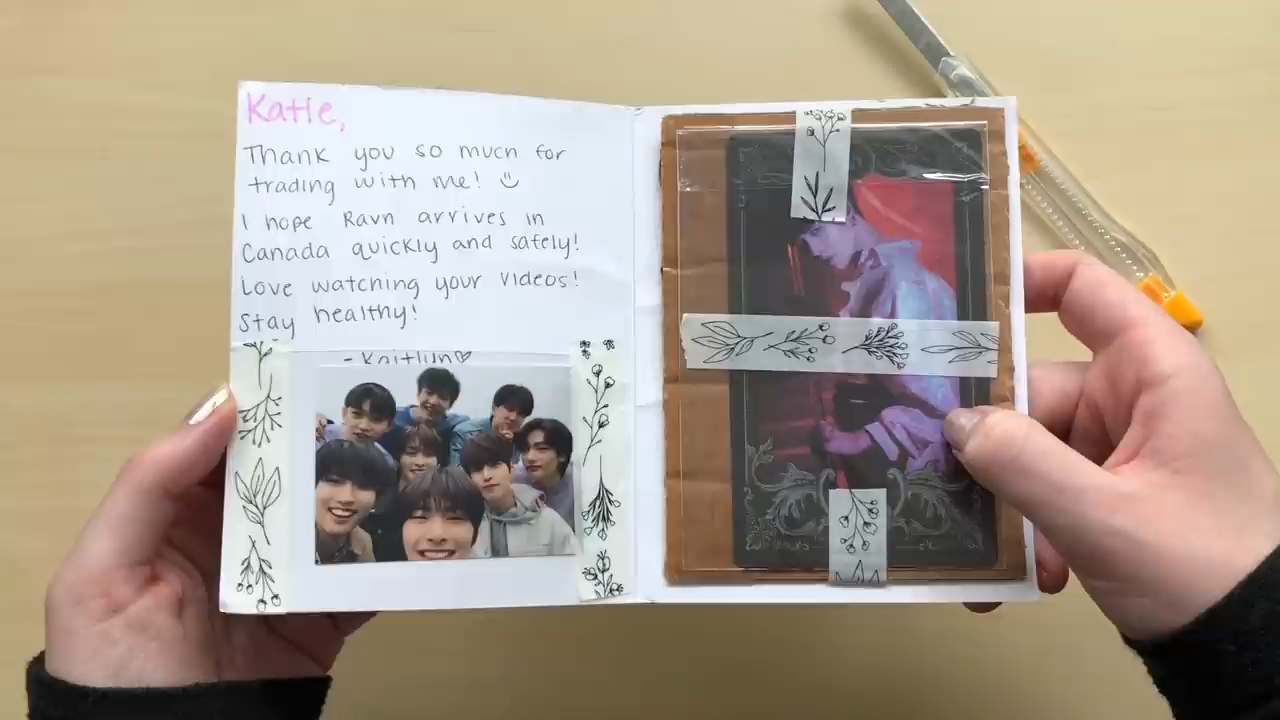 Katie,
Thank you so much for
trading with me! ☺
I hope Ravn arrives in
Canada quickly and safely!
Love watching your videos!
Stay healthy!
-Kaitlun♡